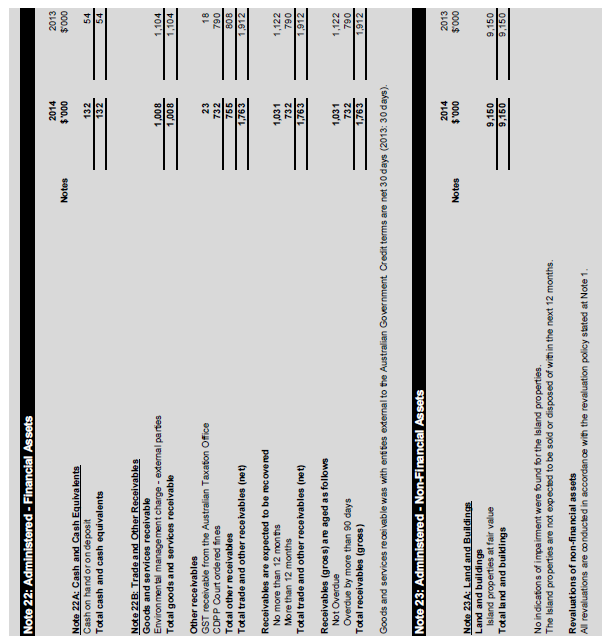 Note 22: Administered - Financial Assets
2014 2013
Notes $'000 $'000
Note 22A: Cash and Cash Equivalents
Cash on hand or on deposit 132 54
Total cash and cash equivalents 132 54
Note 22B: Trade and Other Receivables
Goods and services receivable
Environmental management charge - external parties 1,008 1,104
Total goods and services receivable 1,008 1,104
Other receivables
GST receivable from the Australian Taxation Office 23 18
CDPP Court ordered fines 732 790
Total other receivables 755 808
Total trade and other receivables (net) 1,763 1,912
Receivables are expected to be recovered
No more than 12 months 1,031 1,122
More than 12 months 732 790
Total trade and other receivables (net) 1,763 1,912
Receivables (gross) are aged as follows
Not Overdue 1,031 1,122
Overdue by more than 90 days 732 790
Total receivables (gross) 1,763 1,912
Goods and services receivable was with entities external to the Australian Government. Credit terms are net 30 days (2013: 30 days).
Note 23: Administered - Non-Financial Assets
2014 2013
Notes $'000 $'000
Note 23A: Land and Buildings
Land and buildings
Island properties at fair value 9,150 9,150
Total land and buildings 9,150 9,150
No indications of impairment were found for the Island properties.
The Island properties are not expected to be sold or disposed of within the next 12 months.
Revaluations of non-financial assets
All revaluations are conducted in accordance with the revaluation policy stated at Note 1.